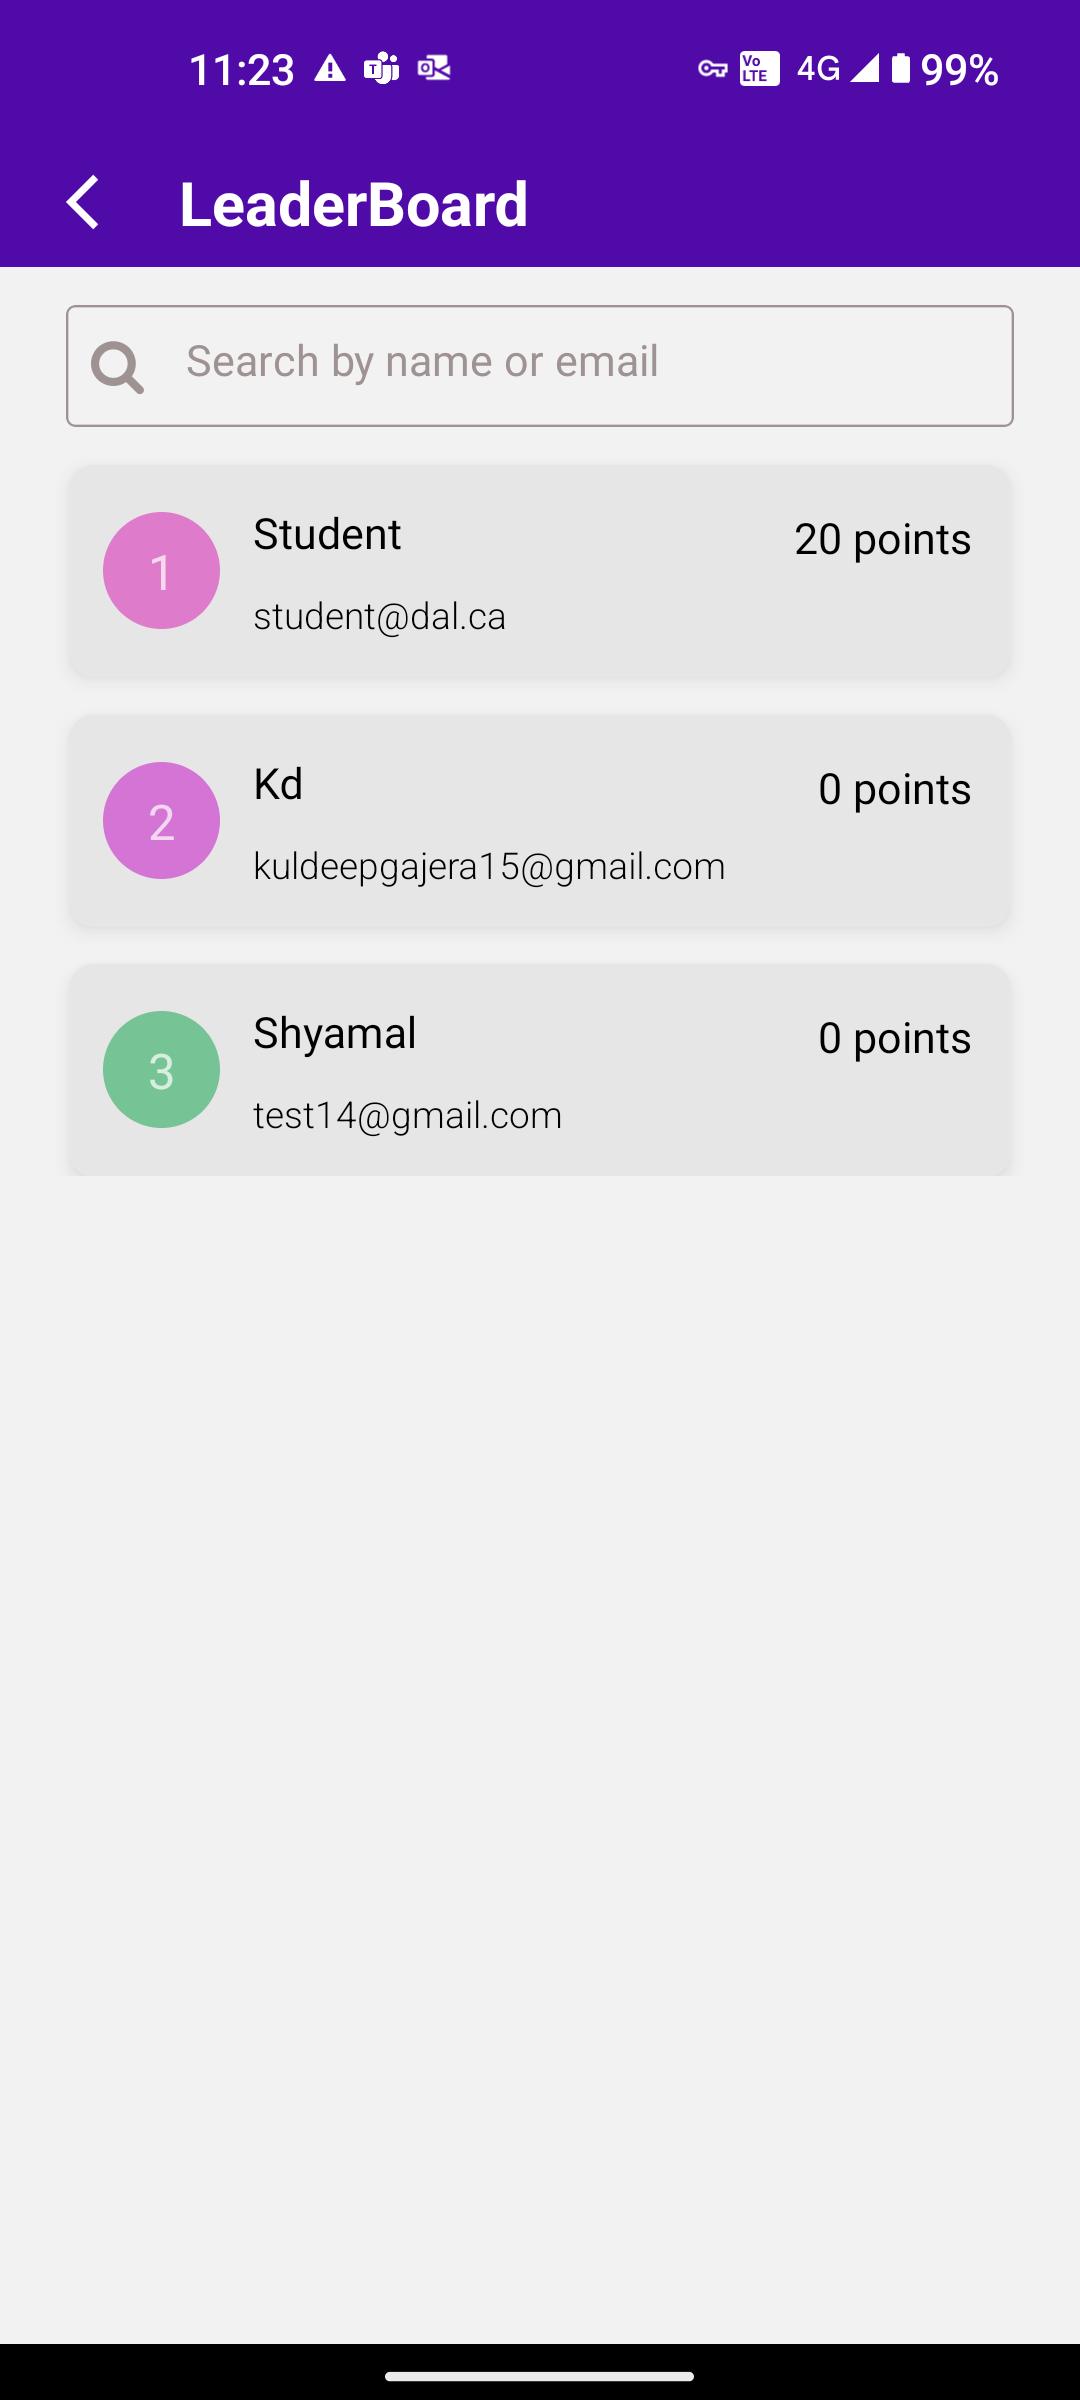 11:23 Vo LTE 4G 99%
LeaderBoard
Search by name or email
1 Student 20 points
student@dal.ca
2 Kd 0 points
kuldeepgajera15@gmail.com
3 Shyamal 0 points
test14@gmail.com